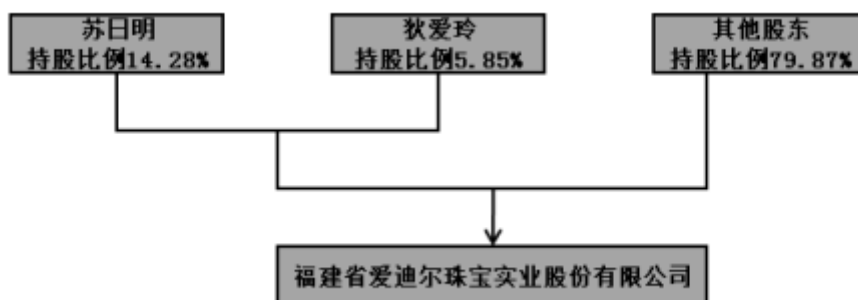 苏日明
持股比例14.28%
狄爱玲
持股比例5.85%
其他股东
持股比例79.87%
福建省爱迪尔珠宝实业股份有限公司